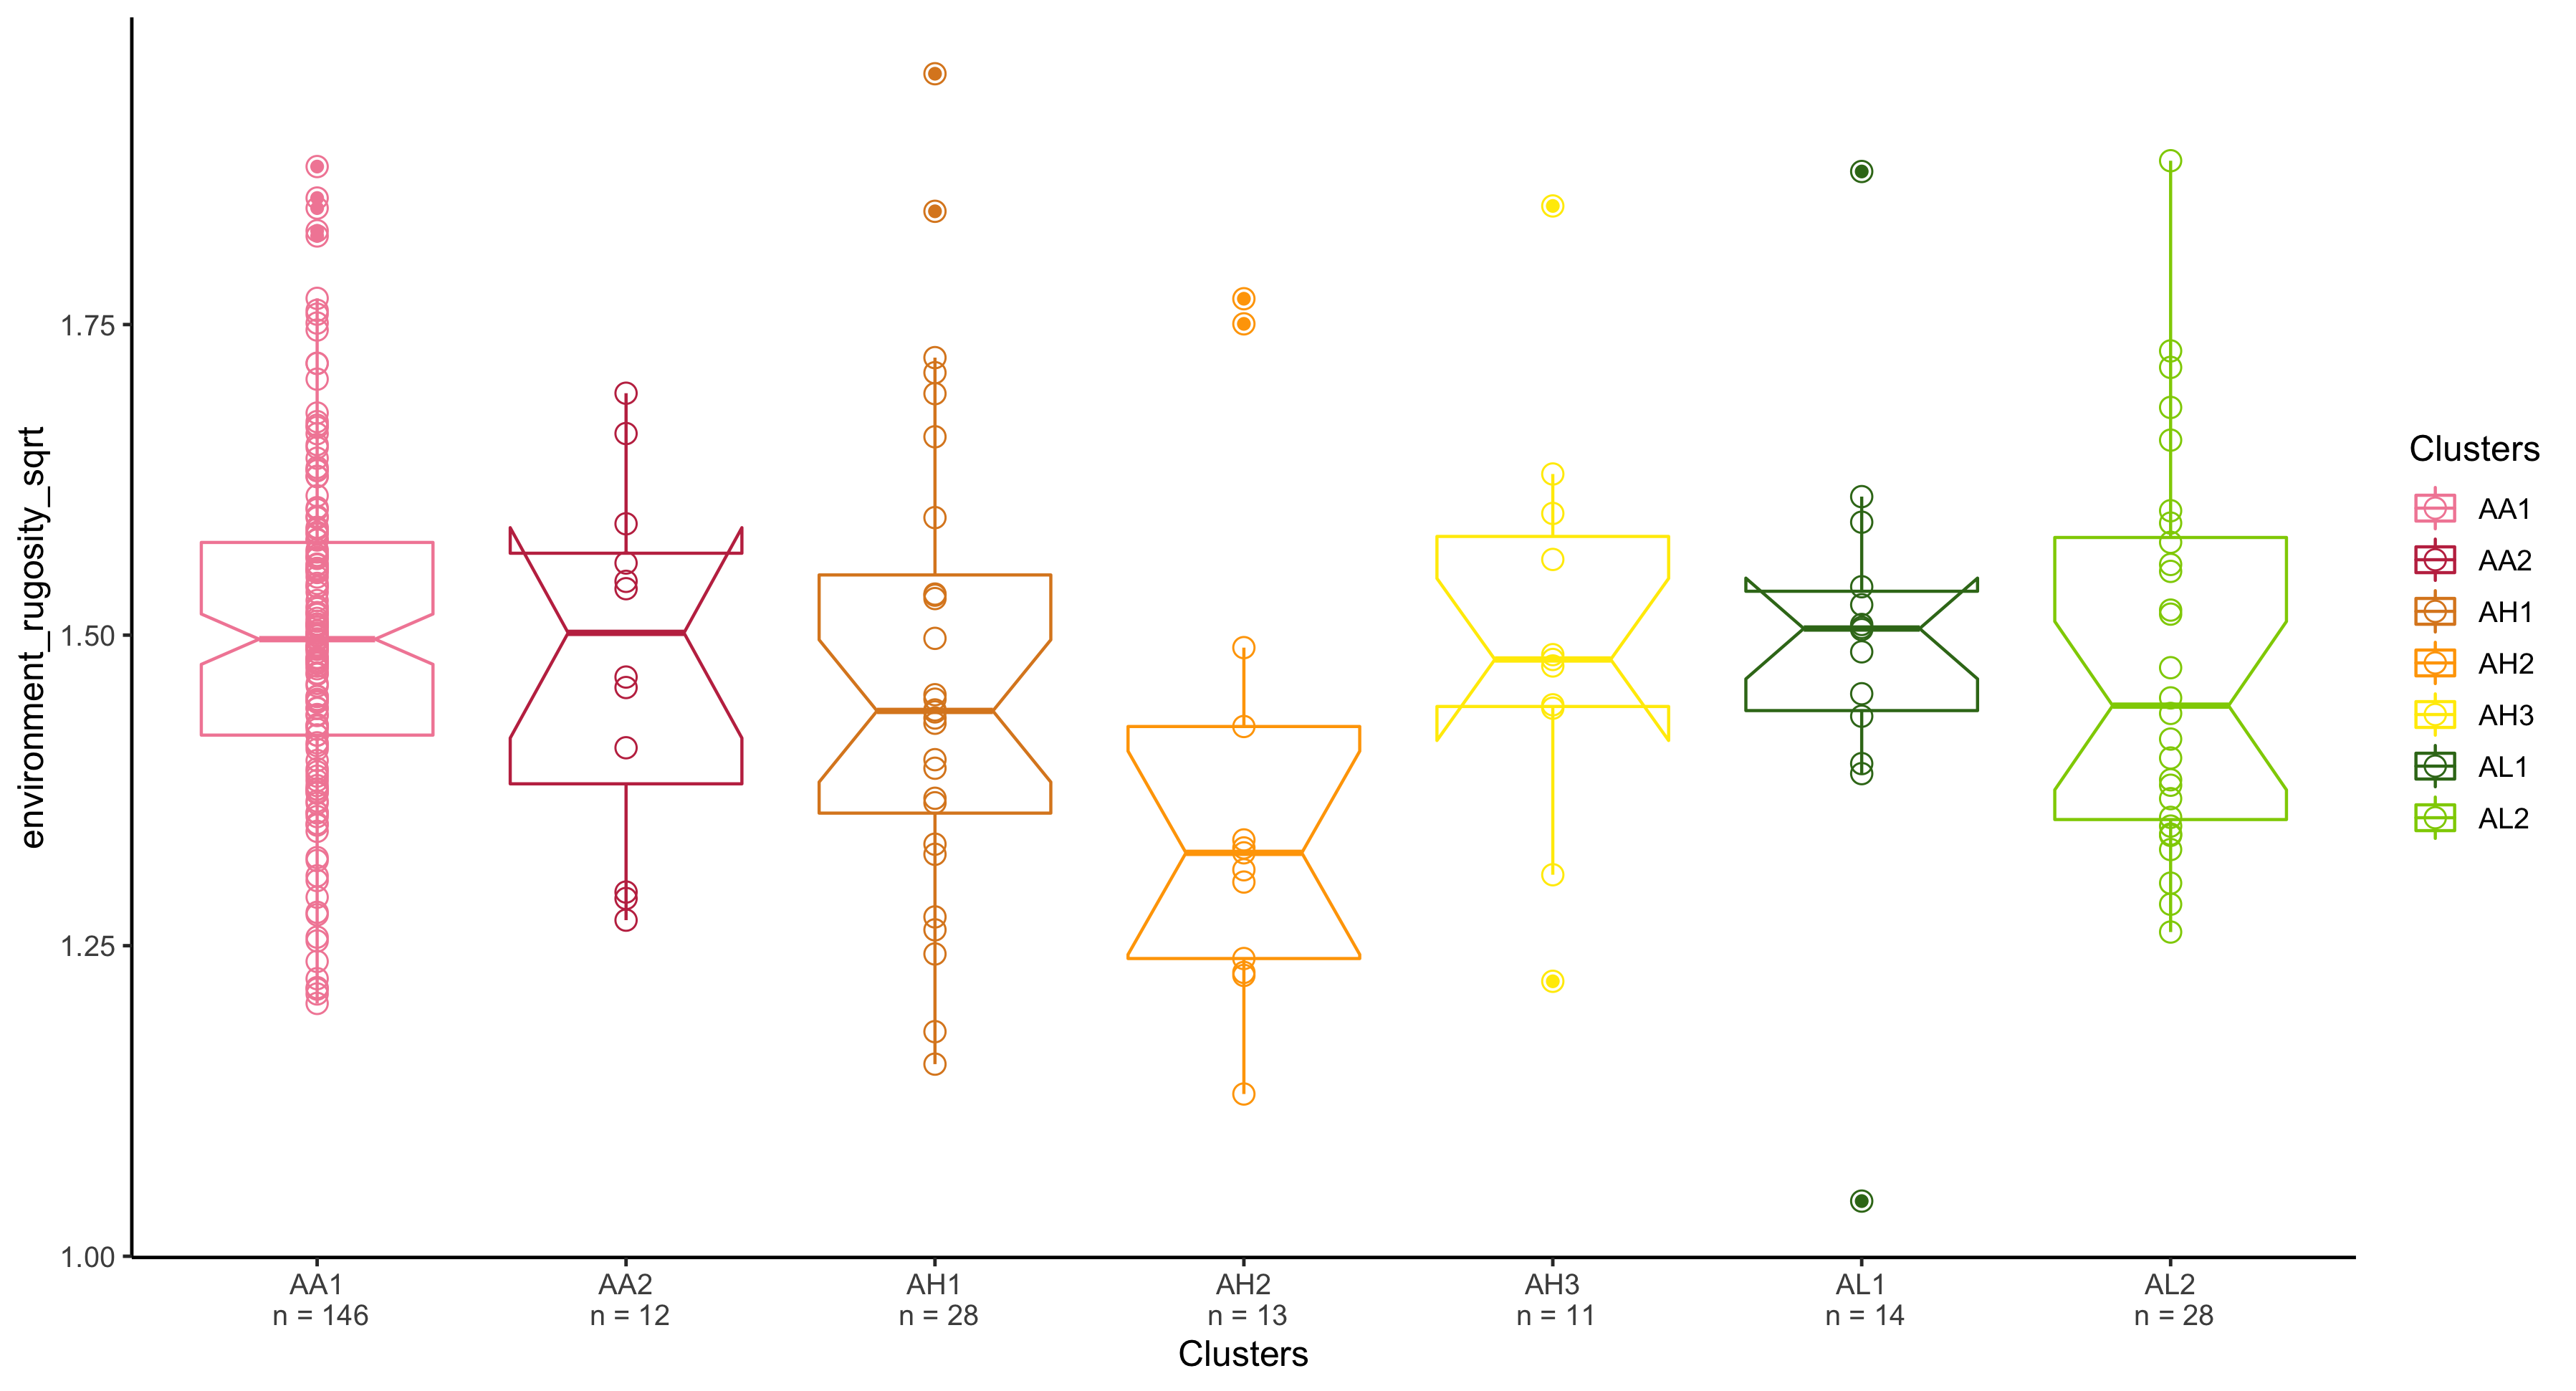 environment_rugosity_sqrt
1.75
1.50
1.25
1.00
AA1 AA2 AH1 AH2 AH3 AL1 AL2
n = 146 n = 12 n = 28 n = 13 n = 11 n = 14 n = 28
Clusters
Clusters
AA1
AA2
AH1
AH2
AH3
AL1
AL2